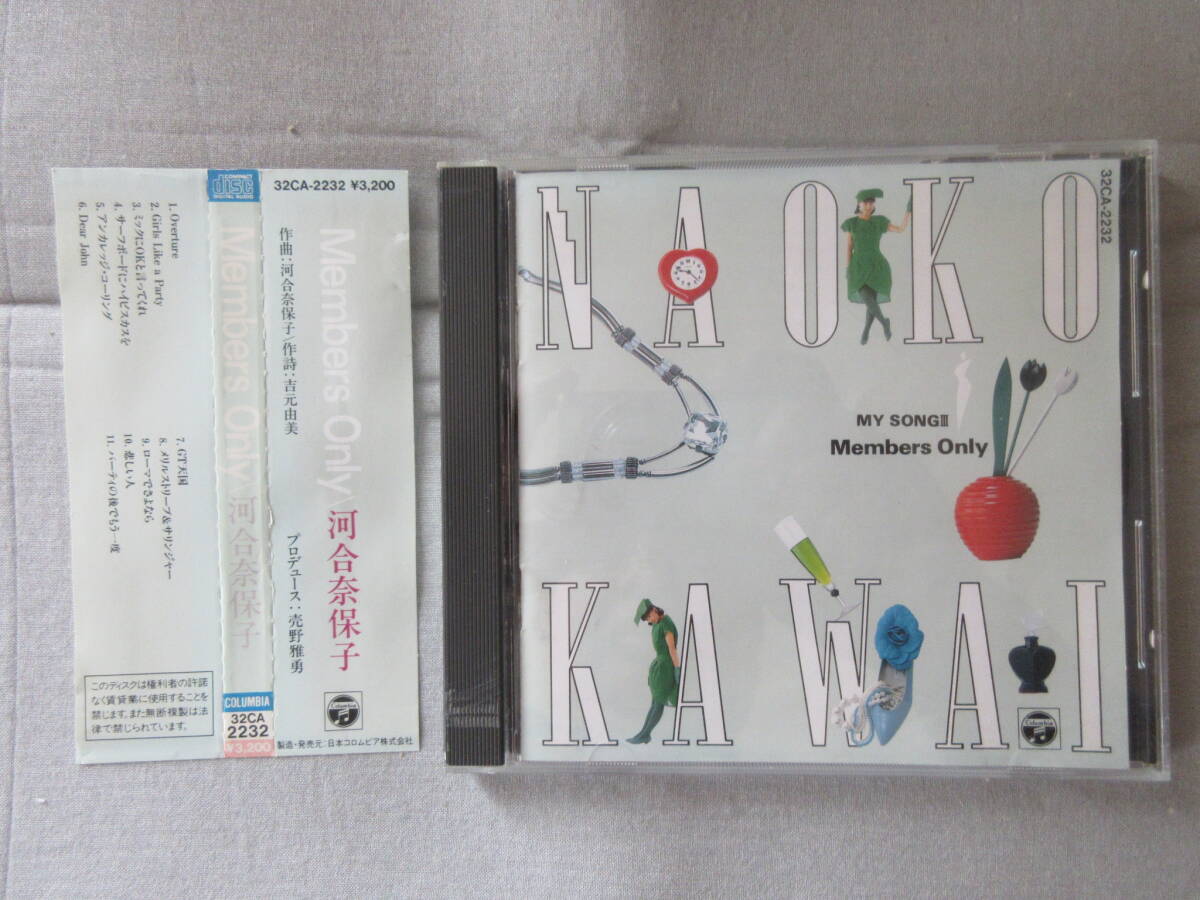 1. Overture
2. Girls Like a Party
3. ミックにOKと言ってくれ
4. サーフボードにハイビスカスを
5. アンカレッジ・コーリング
6. Dear John
7. GT天国
8. メリルストリープ&サリンジャー
9. ローマでさよなら
10. 悲しい人
11. パーティの後でもう一度
このディスクは権利者の許諾
なく賃貸業に使用することを
禁じます。また無断複製は法
律で禁じられています。
COMPACT
disc
DIGITAL AUDIO
Members Only/河合奈保子
COLUMBIA
32CA
2232
¥3,200
32CA-2232 ¥3,200
Members Only/河合奈保子
作曲:河合奈保子/作詩:吉元由美
プロデュース:売野雅勇
Columbia
製造・発売元:日本コロムビア株式会社
NAOKO
32CA-2232
MY SONGⅢ
Members Only
KAWAI
Columbia